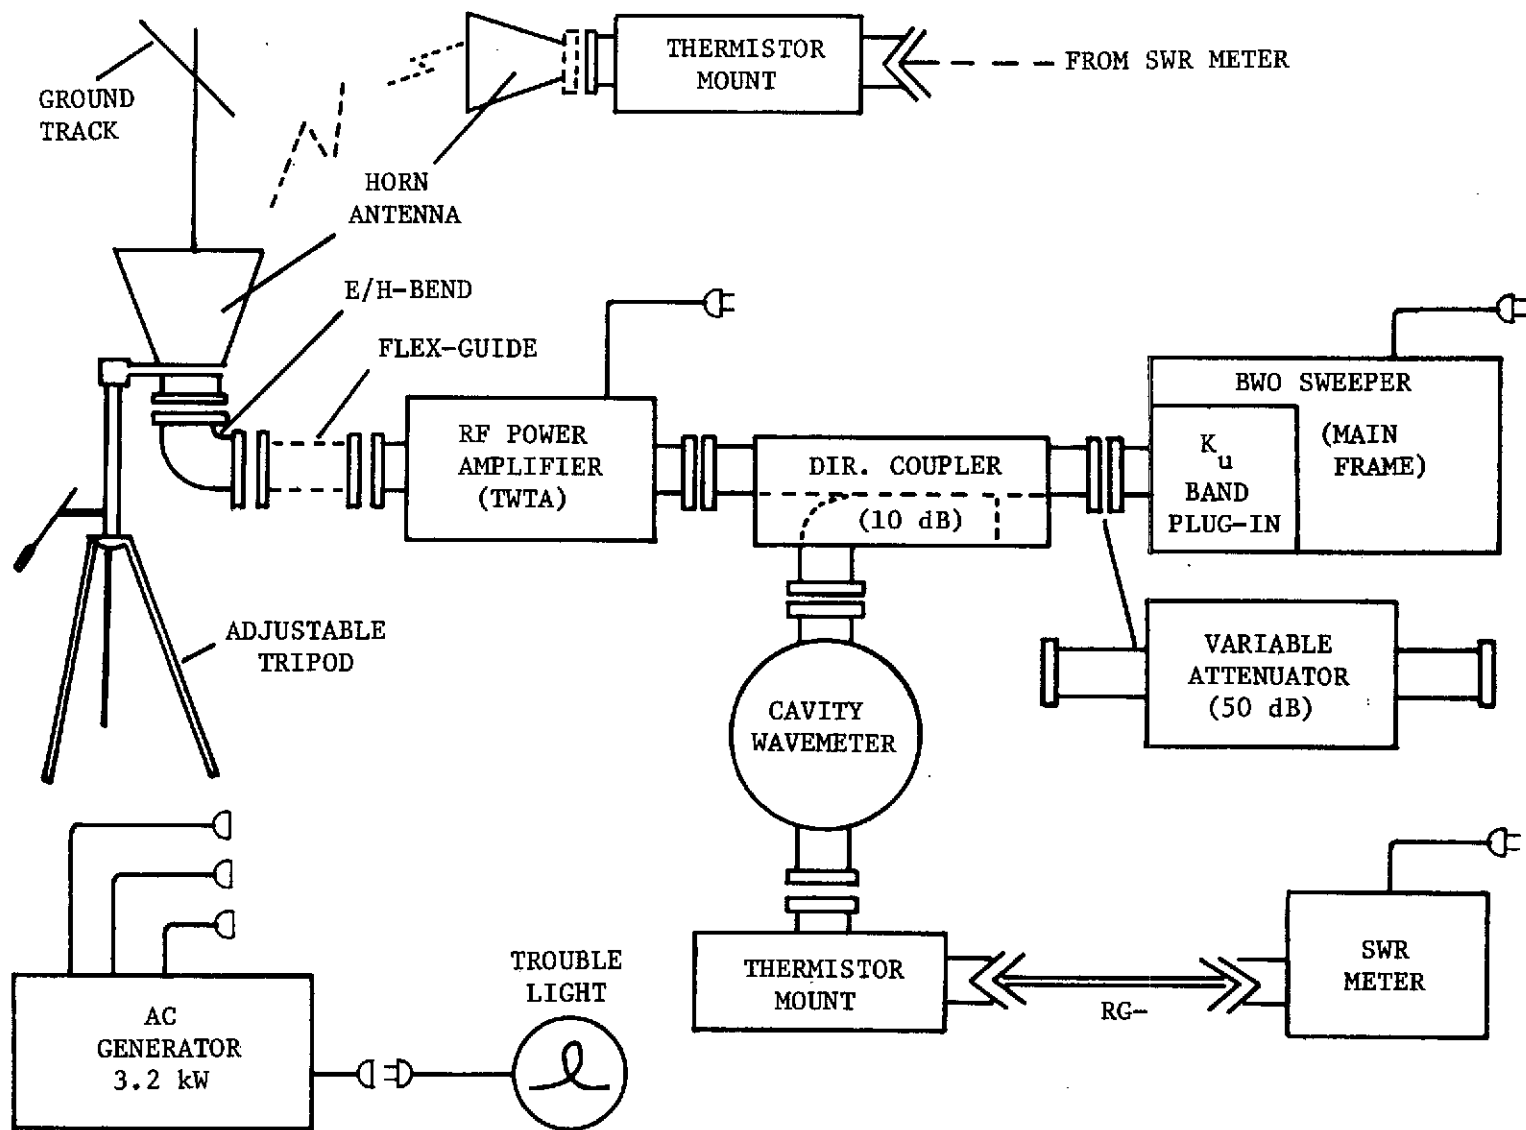 GROUND
TRACK
THERMISTOR
MOUNT
FROM SWR METER
HORN
ANTENNA
E/H-BEND
FLEX-GUIDE
RF POWER
AMPLIFIER
(TWTA)
DIR. COUPLER
(10 dB)
BWO SWEEPER
(MAIN
FRAME)
Ku
BAND
PLUG-IN
ADJUSTABLE
TRIPOD
VARIABLE
ATTENUATOR
(50 dB)
CAVITY
WAVEMETER
THERMISTOR
MOUNT
RG-
SWR
METER
AC
GENERATOR
3.2 kW
TROUBLE
LIGHT